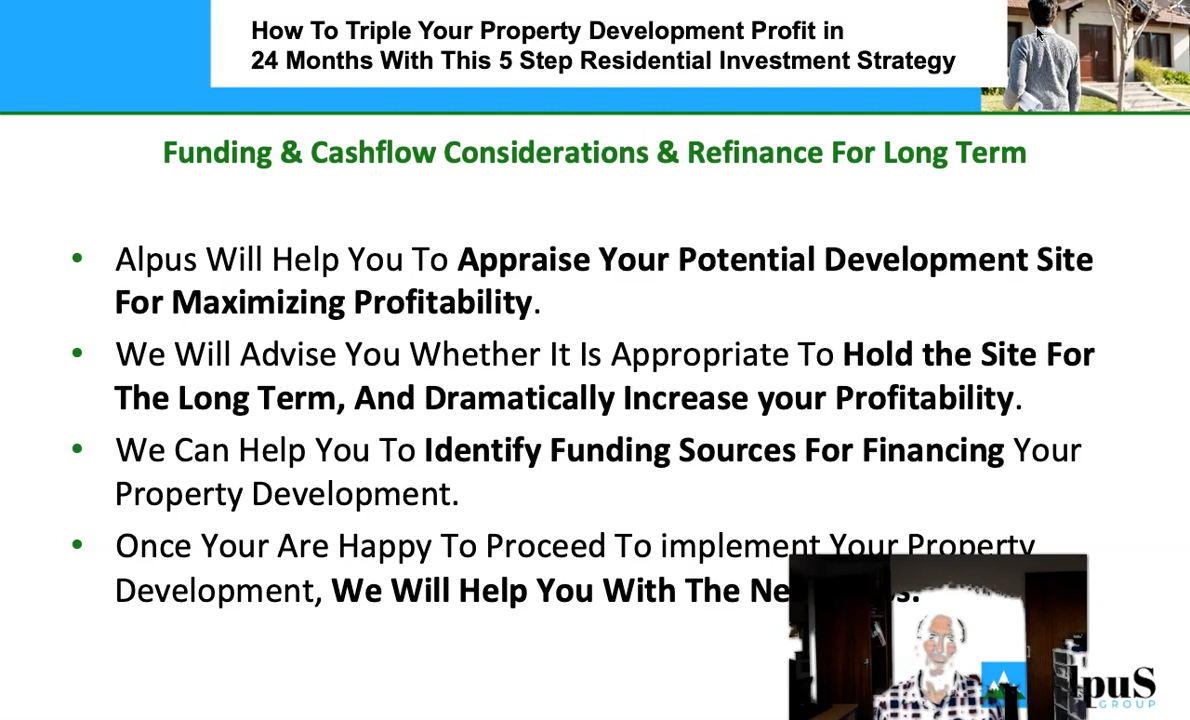 How To Triple Your Property Development Profit in
24 Months With This 5 Step Residential Investment Strategy
Funding & Cashflow Considerations & Refinance For Long Term
• Alpus Will Help You To Appraise Your Potential Development Site
For Maximizing Profitability.
• We Will Advise You Whether It Is Appropriate To Hold the Site For
The Long Term, And Dramatically Increase your Profitability.
• We Can Help You To Identify Funding Sources For Financing Your
Property Development.
• Once Your Are Happy To Proceed To implement Your Property
Development, We Will Help You With The
lpuS
GROUP